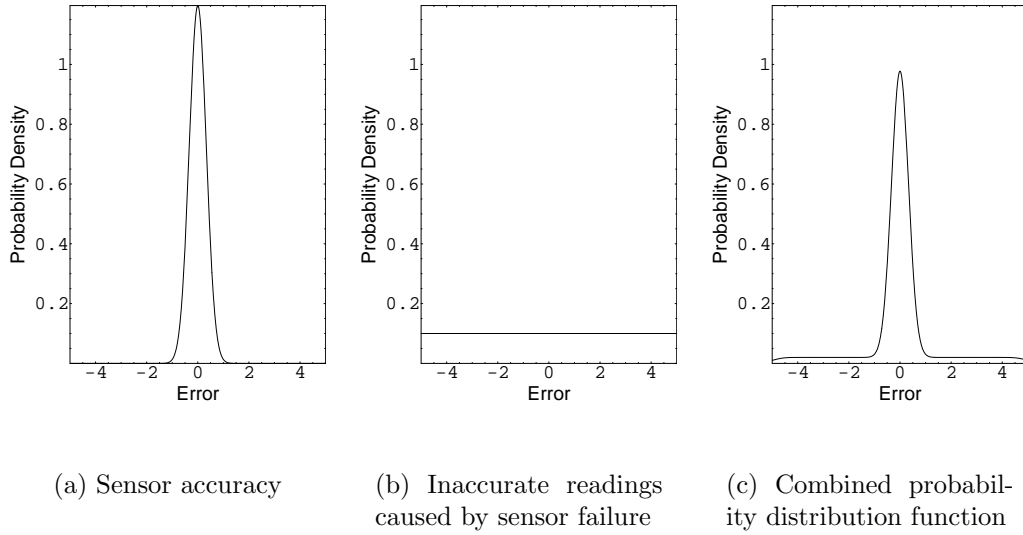 1
0.8
0.6
0.4
0.2
Probability Density
-4 -2 0 2 4
Error
1
0.8
0.6
0.4
0.2
Probability Density
-4 -2 0 2 4
Error
1
0.8
0.6
0.4
0.2
Probability Density
-4 -2 0 2 4
Error
(a) Sensor accuracy
(b) Inaccurate readings
caused by sensor failure
(c) Combined probabil-
ity distribution function